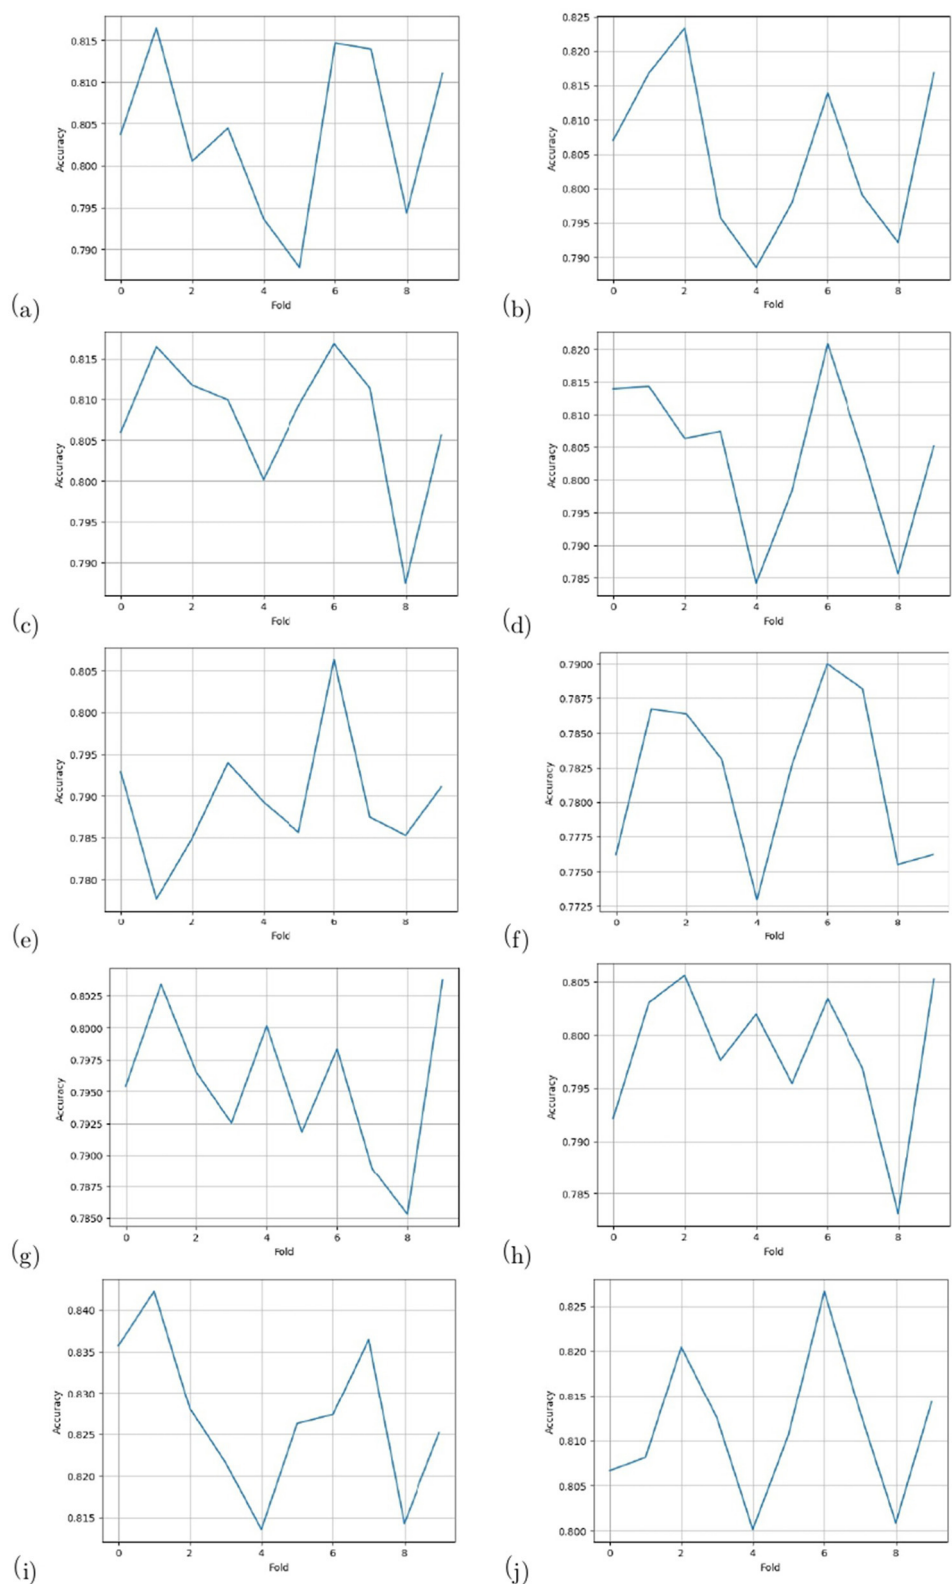 0.815
0.810
0.805
0.800
0.795
0.790
Accuracy
0 2 4 6 8
Fold
(a)
0.825
0.820
0.815
0.810
0.805
0.800
0.795
0.790
Accuracy
0 2 4 6 8
Fold
(b)
0.815
0.810
0.805
0.800
0.795
0.790
Accuracy
0 2 4 6 8
Fold
(c)
0.820
0.815
0.810
0.805
0.800
0.795
0.790
0.785
Accuracy
0 2 4 6 8
Fold
(d)
0.805
0.800
0.795
0.790
0.785
0.780
Accuracy
0 2 4 6 8
Fold
(e)
0.7900
0.7875
0.7850
0.7825
0.7800
0.7775
0.7750
0.7725
Accuracy
0 2 4 6 8
Fold
(f)
0.8025
0.8000
0.7975
0.7950
0.7925
0.7900
0.7875
0.7850
Accuracy
0 2 4 6 8
Fold
(g)
0.805
0.800
0.795
0.790
0.785
Accuracy
0 2 4 6 8
Fold
(h)
0.840
0.835
0.830
0.825
0.820
0.815
Accuracy
0 2 4 6 8
Fold
(i)
0.825
0.820
0.815
0.810
0.805
0.800
Accuracy
0 2 4 6 8
Fold
(j)